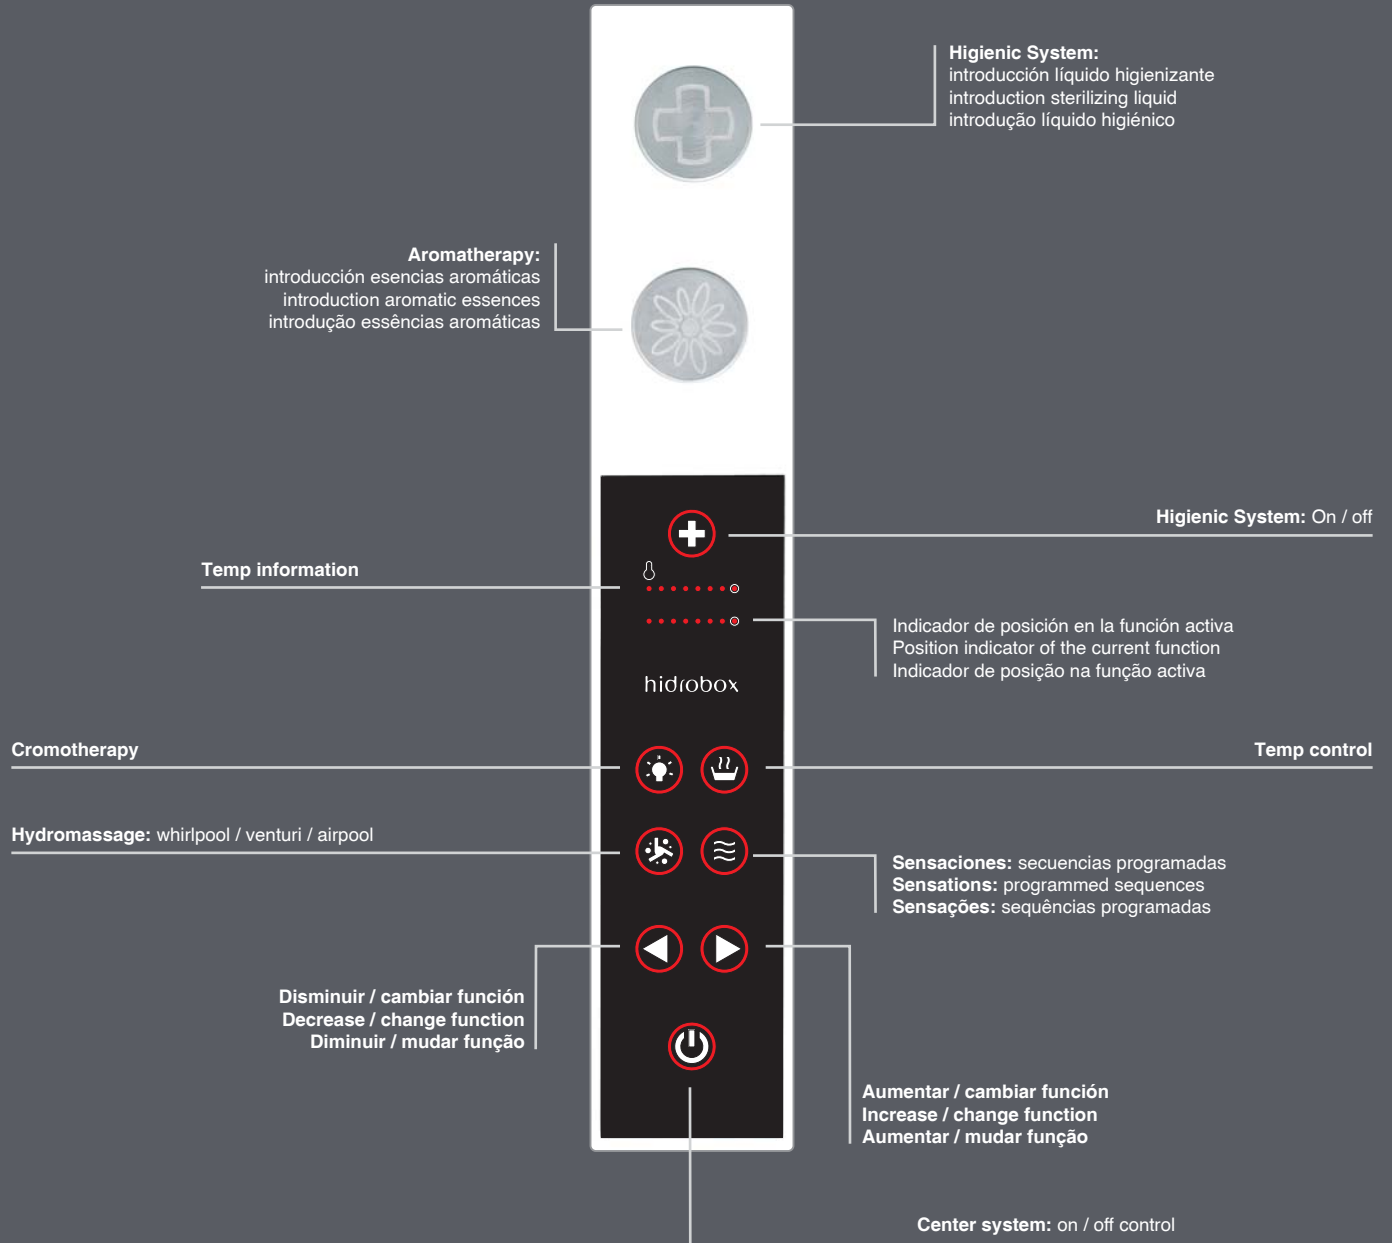 Higienic System:
introducción líquido higienizante
introduction sterilizing liquid
introdução líquido higiénico
Aromatherapy:
introducción esencias aromáticas
introduction aromatic essences
introdução essências aromáticas
Higienic System: On / off
Temp information
Indicador de posición en la función activa
Position indicator of the current function
Indicador de posição na função activa
hidrobox
Cromotherapy
Temp control
Hydromassage: whirlpool / venturi / airpool
Sensaciones: secuencias programadas
Sensations: programmed sequences
Sensações: sequências programadas
Disminuir / cambiar función
Decrease / change function
Diminuir / mudar função
Aumentar / cambiar función
Increase / change function
Aumentar / mudar função
Center system: on / off control